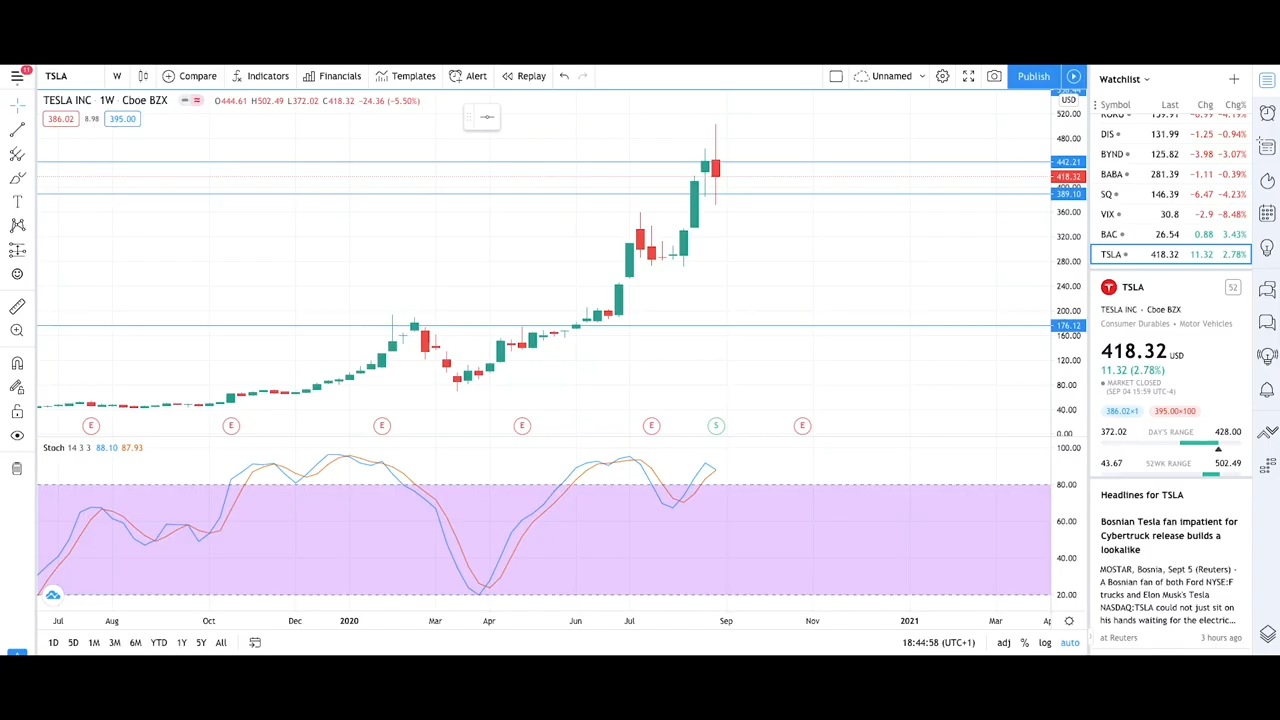 11
TSLA
W
Compare
Indicators
Financials
Templates
Alert
Replay
Unnamed
Publish
TESLA INC 1W Cboe BZX O444.61 H502.49 L372.02 C418.32 −24.36 (−5.50%)
386.02 8.98 395.00
USD
520.00
480.00
442.21
418.32
389.10
360.00
320.00
280.00
240.00
200.00
176.12
120.00
80.00
40.00
0.00
E E E E E S E
Stoch 14 3 3 88.10 87.93
100.00
80.00
60.00
40.00
20.00
Jul Aug Oct Dec 2020 Mar Apr Jun Jul Sep Nov 2021 Mar
1D 5D 1M 3M 6M YTD 1Y 5Y All
18:44:58 (UTC+1) adj % log auto
Watchlist
Symbol Last Chg Chg%
DIS 131.99 −1.25 −0.94%
BYND 125.82 −3.98 −3.07%
BABA 281.39 −1.11 −0.39%
SQ 146.39 −6.47 −4.23%
VIX 30.8 −2.9 −8.48%
BAC 26.54 0.88 3.43%
TSLA 418.32 11.32 2.78%
TSLA 52
TESLA INC • Cboe BZX
Consumer Durables • Motor Vehicles
418.32 USD
11.32 (2.78%)
MARKET CLOSED
(SEP 04 15:59 UTC-4)
386.02×1 395.00×100
372.02 DAY'S RANGE 428.00
43.67 52WK RANGE 502.49
Headlines for TSLA
Bosnian Tesla fan impatient for
Cybertruck release builds a
lookalike
MOSTAR, Bosnia, Sept 5 (Reuters) -
A Bosnian fan of both Ford NYSE:F
trucks and Elon Musk's Tesla
NASDAQ:TSLA could not just sit on
his hands waiting for the electric...
at Reuters 3 hours ago